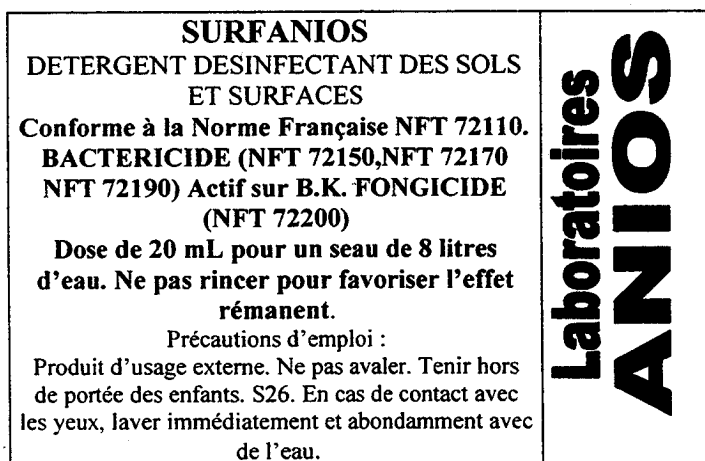 SURFANIOS
DETERGENT DESINFECTANT DES SOLS
ET SURFACES
Conforme à la Norme Française NFT 72110.
BACTERICIDE (NFT 72150,NFT 72170
NFT 72190) Actif sur B.K. FONGICIDE
(NFT 72200)
Dose de 20 mL pour un seau de 8 litres
d'eau. Ne pas rincer pour favoriser l'effet
rémanent.
Précautions d'emploi :
Produit d'usage externe. Ne pas avaler. Tenir hors
de portée des enfants. S26. En cas de contact avec
les yeux, laver immédiatement et abondamment avec
de l'eau.
Laboratoires
ANIOS